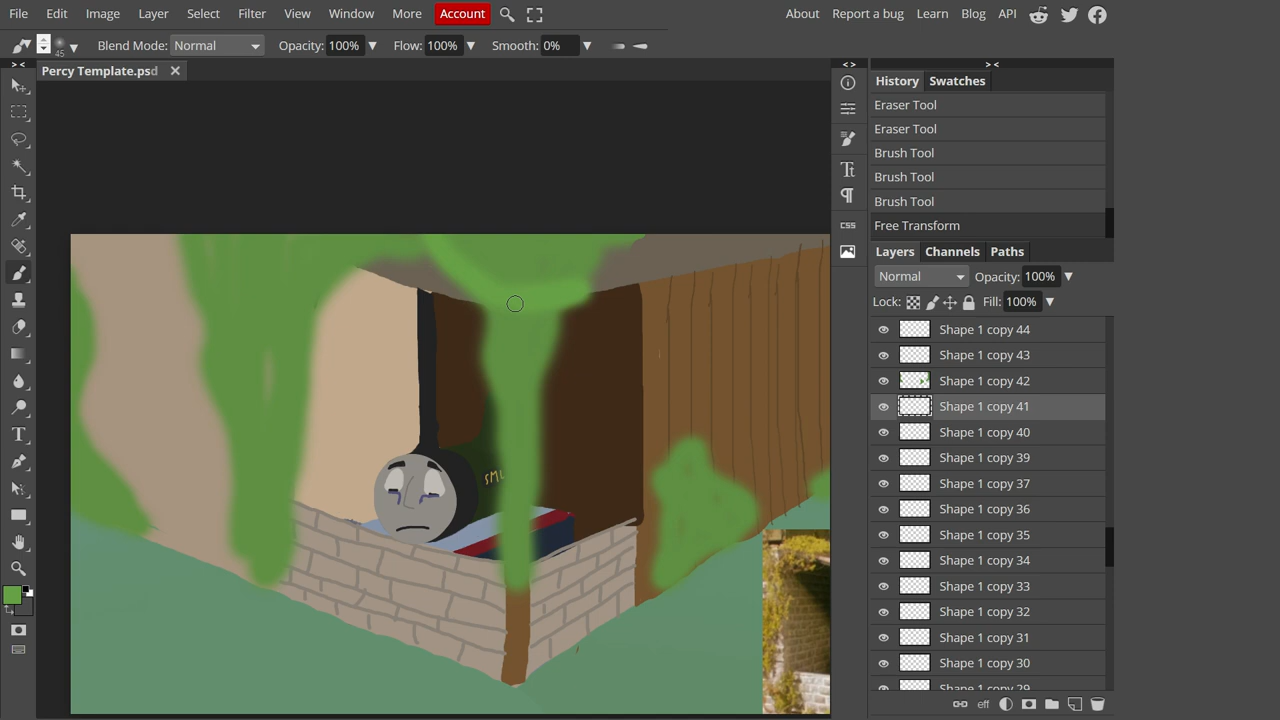 File Edit Image Layer Select Filter View Window More Account About Report a bug Learn Blog API
45 Blend Mode: Normal Opacity: 100% Flow: 100% Smooth: 0%
> < Percy Template.psd < > > <
History Swatches
Eraser Tool
Eraser Tool
Brush Tool
Brush Tool
Brush Tool
Free Transform
Layers Channels Paths
Normal Opacity: 100%
Lock: Fill: 100%
Shape 1 copy 44
Shape 1 copy 43
Shape 1 copy 42
Shape 1 copy 41
Shape 1 copy 40
Shape 1 copy 39
Shape 1 copy 37
Shape 1 copy 36
Shape 1 copy 35
Shape 1 copy 34
Shape 1 copy 33
Shape 1 copy 32
Shape 1 copy 31
Shape 1 copy 30
Shape 1 copy 29
eff
CSS